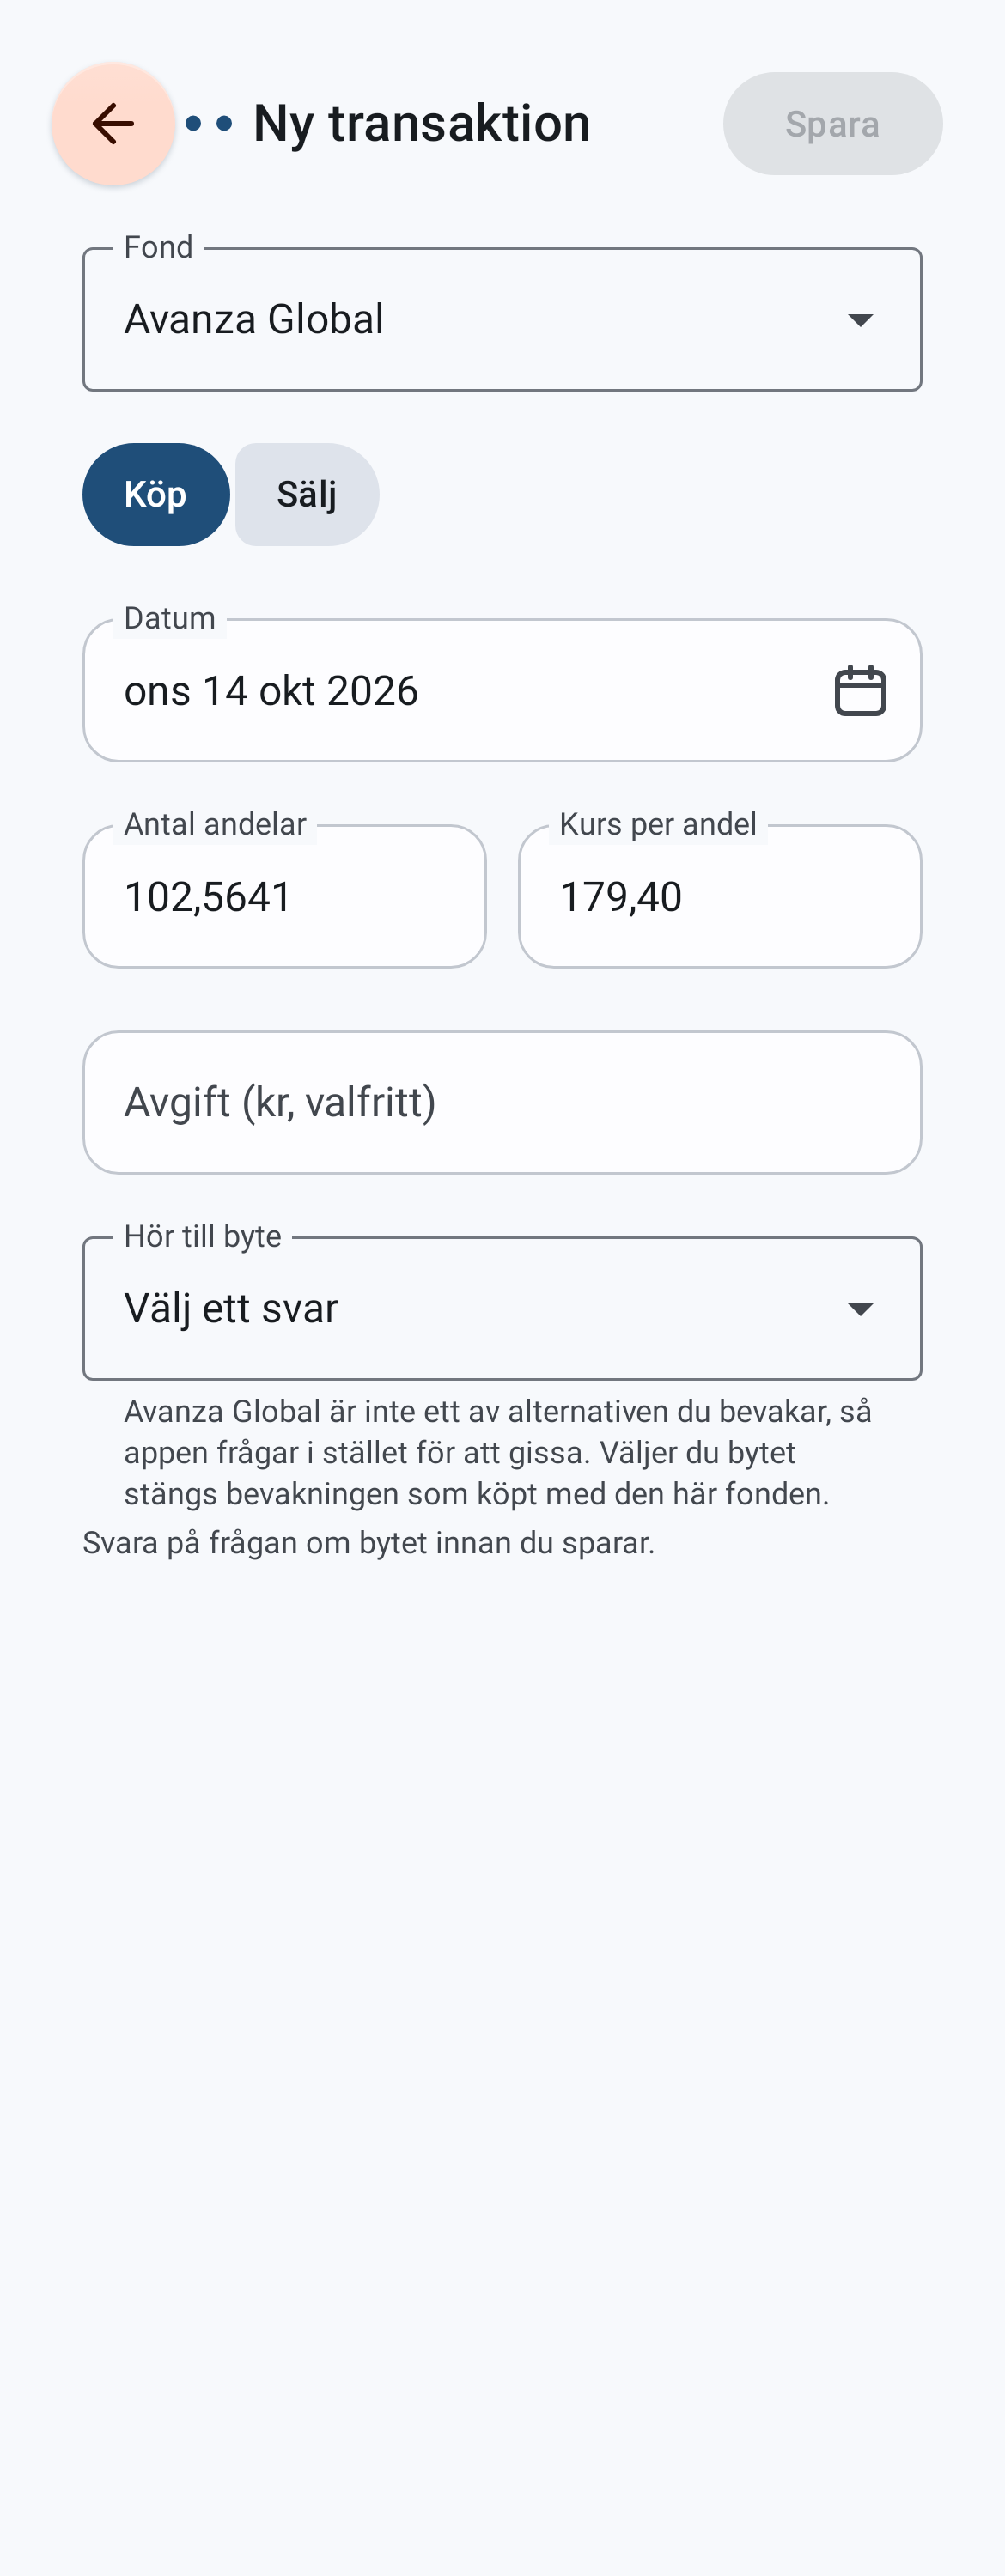 Ny transaktion
Spara
Fond
Avanza Global
Köp
Sälj
Datum
ons 14 okt 2026
Antal andelar
Kurs per andel
102,5641
179,40
Avgift (kr, valfritt)
Hör till byte
Välj ett svar
Avanza Global är inte ett av alternativen du bevakar, så
appen frågar i stället för att gissa. Väljer du bytet
stängs bevakningen som köpt med den här fonden.
Svara på frågan om bytet innan du sparar.